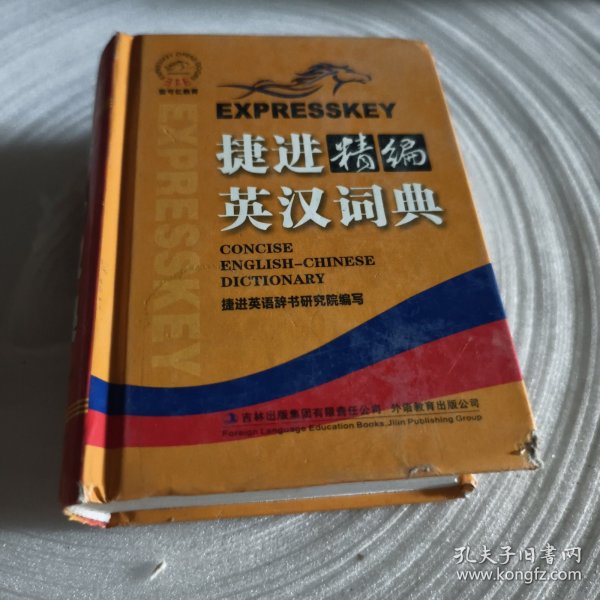 EXPRESSKEY
EXPRESSKEY
捷进精编
英汉词典
CONCISE
ENGLISH-CHINESE
DICTIONARY
捷进英语辞书研究院编写
吉林出版集团有限责任公司 外语教育出版公司
Foreign Language Education Books, Jilin Publishing Group
孔夫子旧书网
www.kongfz.com